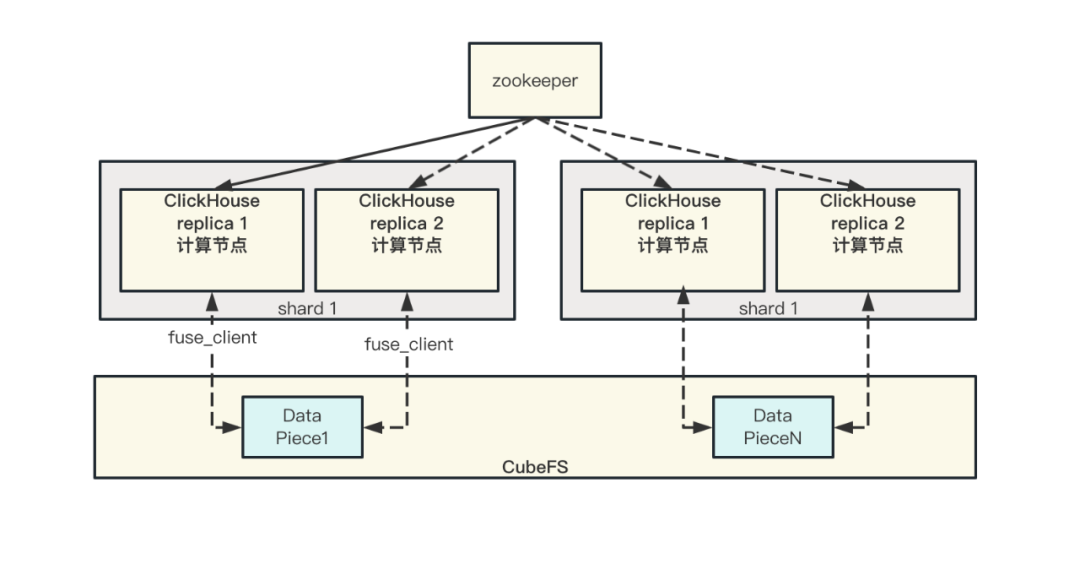 zookeeper
ClickHouse
replica 1
计算节点
ClickHouse
replica 2
计算节点
shard 1
ClickHouse
replica 1
计算节点
ClickHouse
replica 2
计算节点
shard 1
fuse_client
fuse_client
Data
Piece1
Data
PieceN
CubeFS